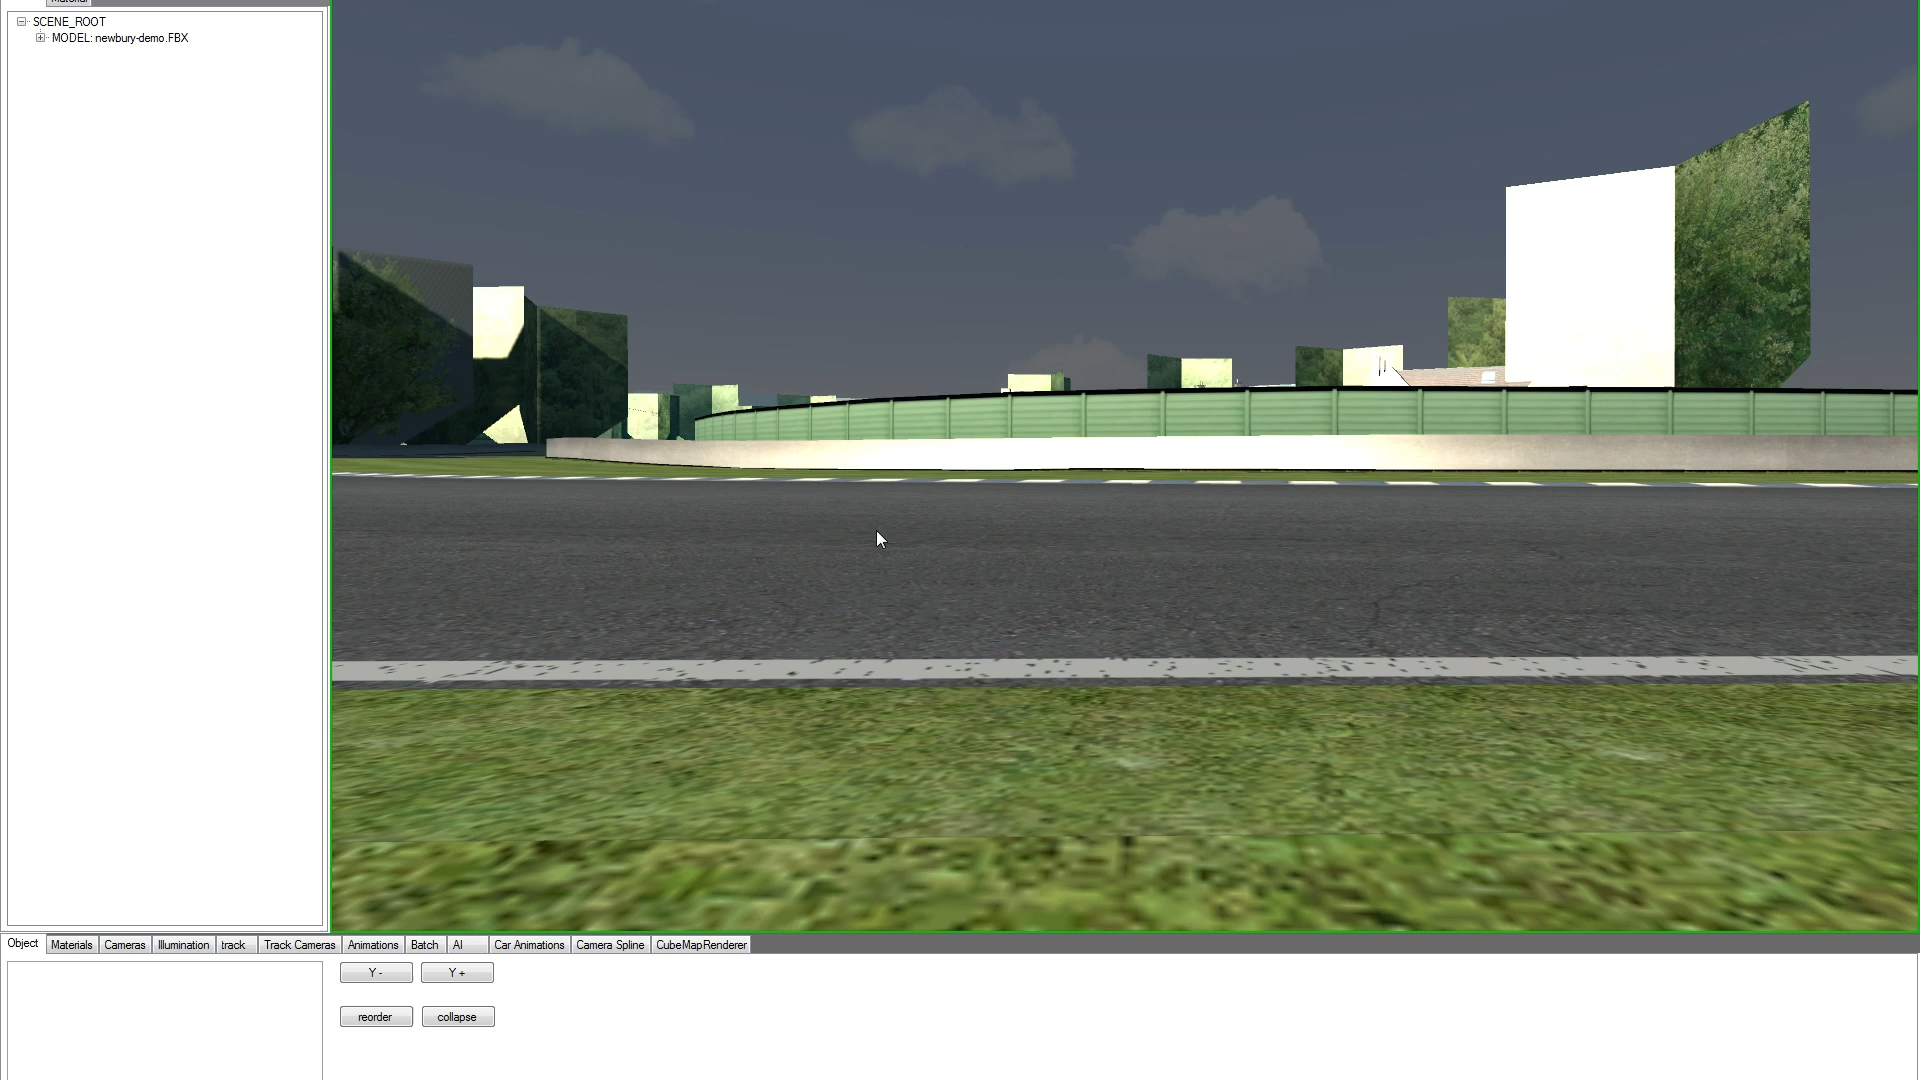 Material
SCENE_ROOT
MODEL: newbury-demo.FBX
Object Materials Cameras Illumination track Track Cameras Animations Batch AI Car Animations Camera Spline CubeMapRenderer
Y - Y +
reorder collapse